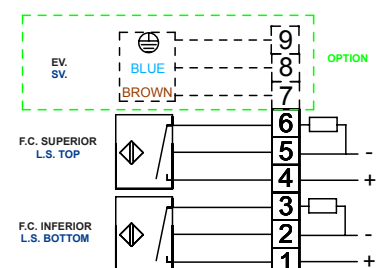 9
EV.
SV.
BLUE
8
OPTION
BROWN
7
F.C. SUPERIOR
L.S. TOP
6
5
-
4
+
F.C. INFERIOR
L.S. BOTTOM
3
2
-
1
+